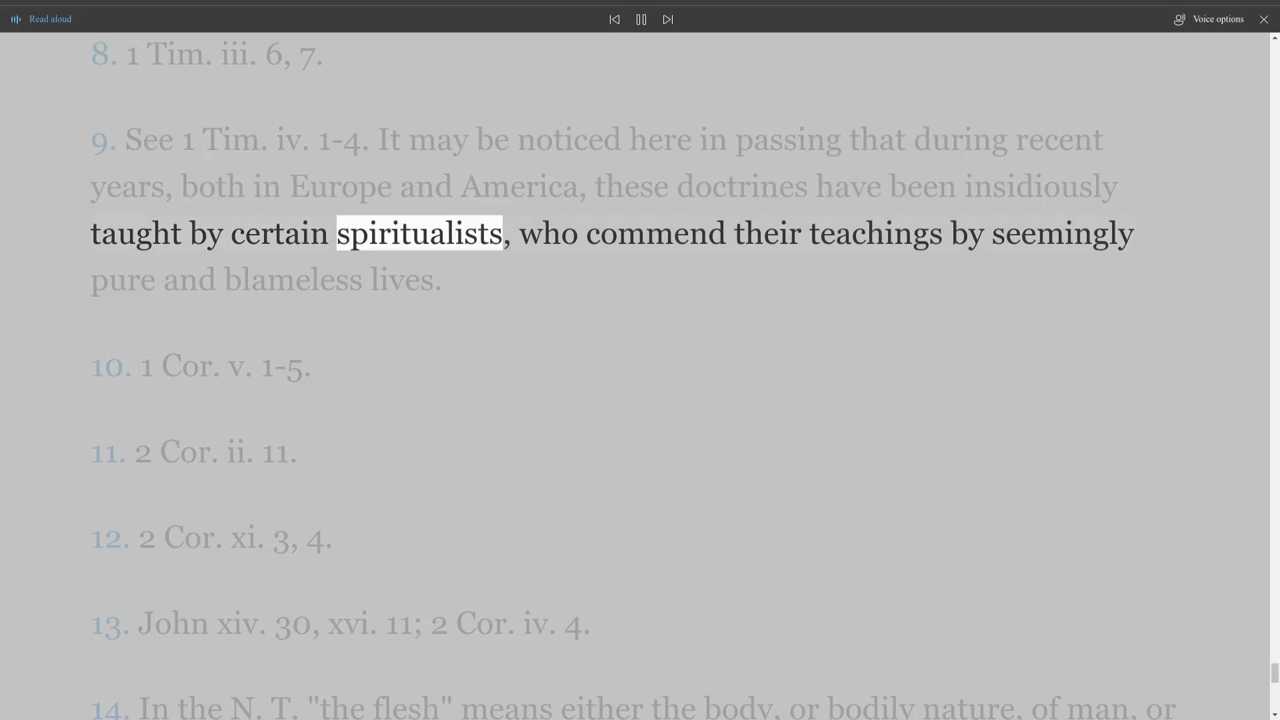 Read aloud
Voice options
8. 1 Tim. iii. 6, 7.
9. See 1 Tim. iv. 1-4. It may be noticed here in passing that during recent
years, both in Europe and America, these doctrines have been insidiously
taught by certain spiritualists, who commend their teachings by seemingly
pure and blameless lives.
10. 1 Cor. v. 1-5.
11. 2 Cor. ii. 11.
12. 2 Cor. xi. 3, 4.
13. John xiv. 30, xvi. 11; 2 Cor. iv. 4.
14. In the N. T. "the flesh" means either the body, or bodily nature, of man, or